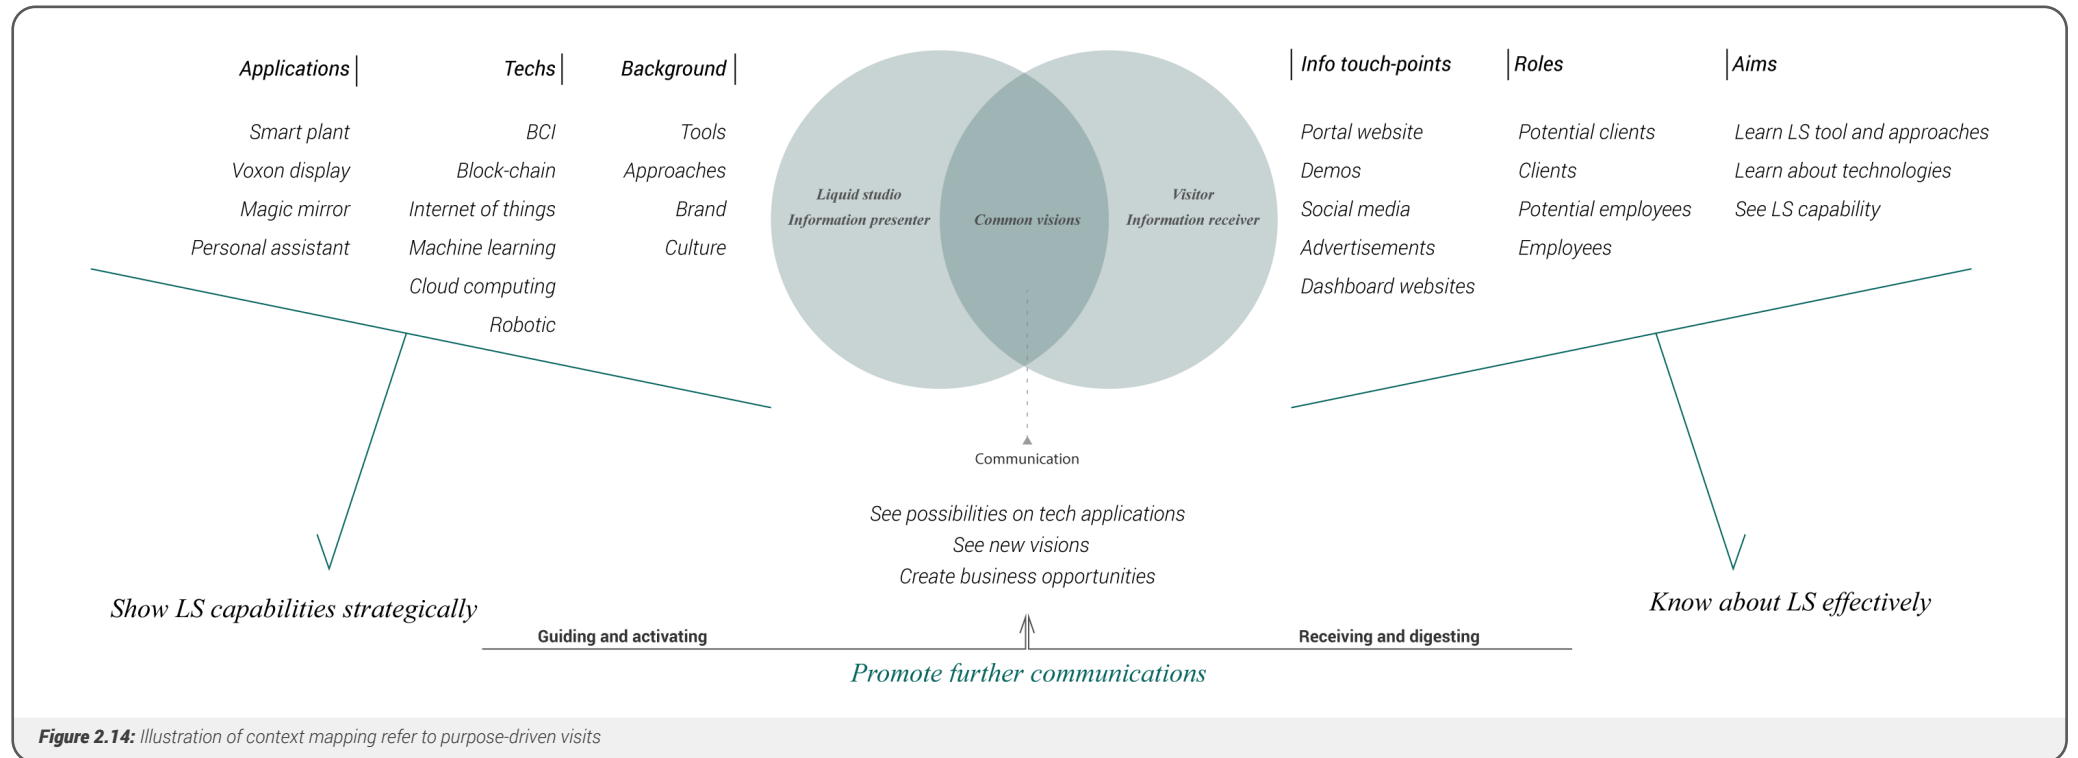 Applications
Smart plant
Voxon display
Magic mirror
Personal assistant
Techs
BCI
Block-chain
Internet of things
Machine learning
Cloud computing
Robotic
Background
Tools
Approaches
Brand
Culture
Liquid studio
Information presenter
Common visions
Visitor
Information receiver
Info touch-points
Portal website
Demos
Social media
Advertisements
Dashboard websites
Roles
Potential clients
Clients
Potential employees
Employees
Aims
Learn LS tool and approaches
Learn about technologies
See LS capability
Communication
See possibilities on tech applications
See new visions
Create business opportunities
Show LS capabilities strategically
Know about LS effectively
Guiding and activating
Receiving and digesting
Promote further communications
Figure 2.14: Illustration of context mapping refer to purpose-driven visits